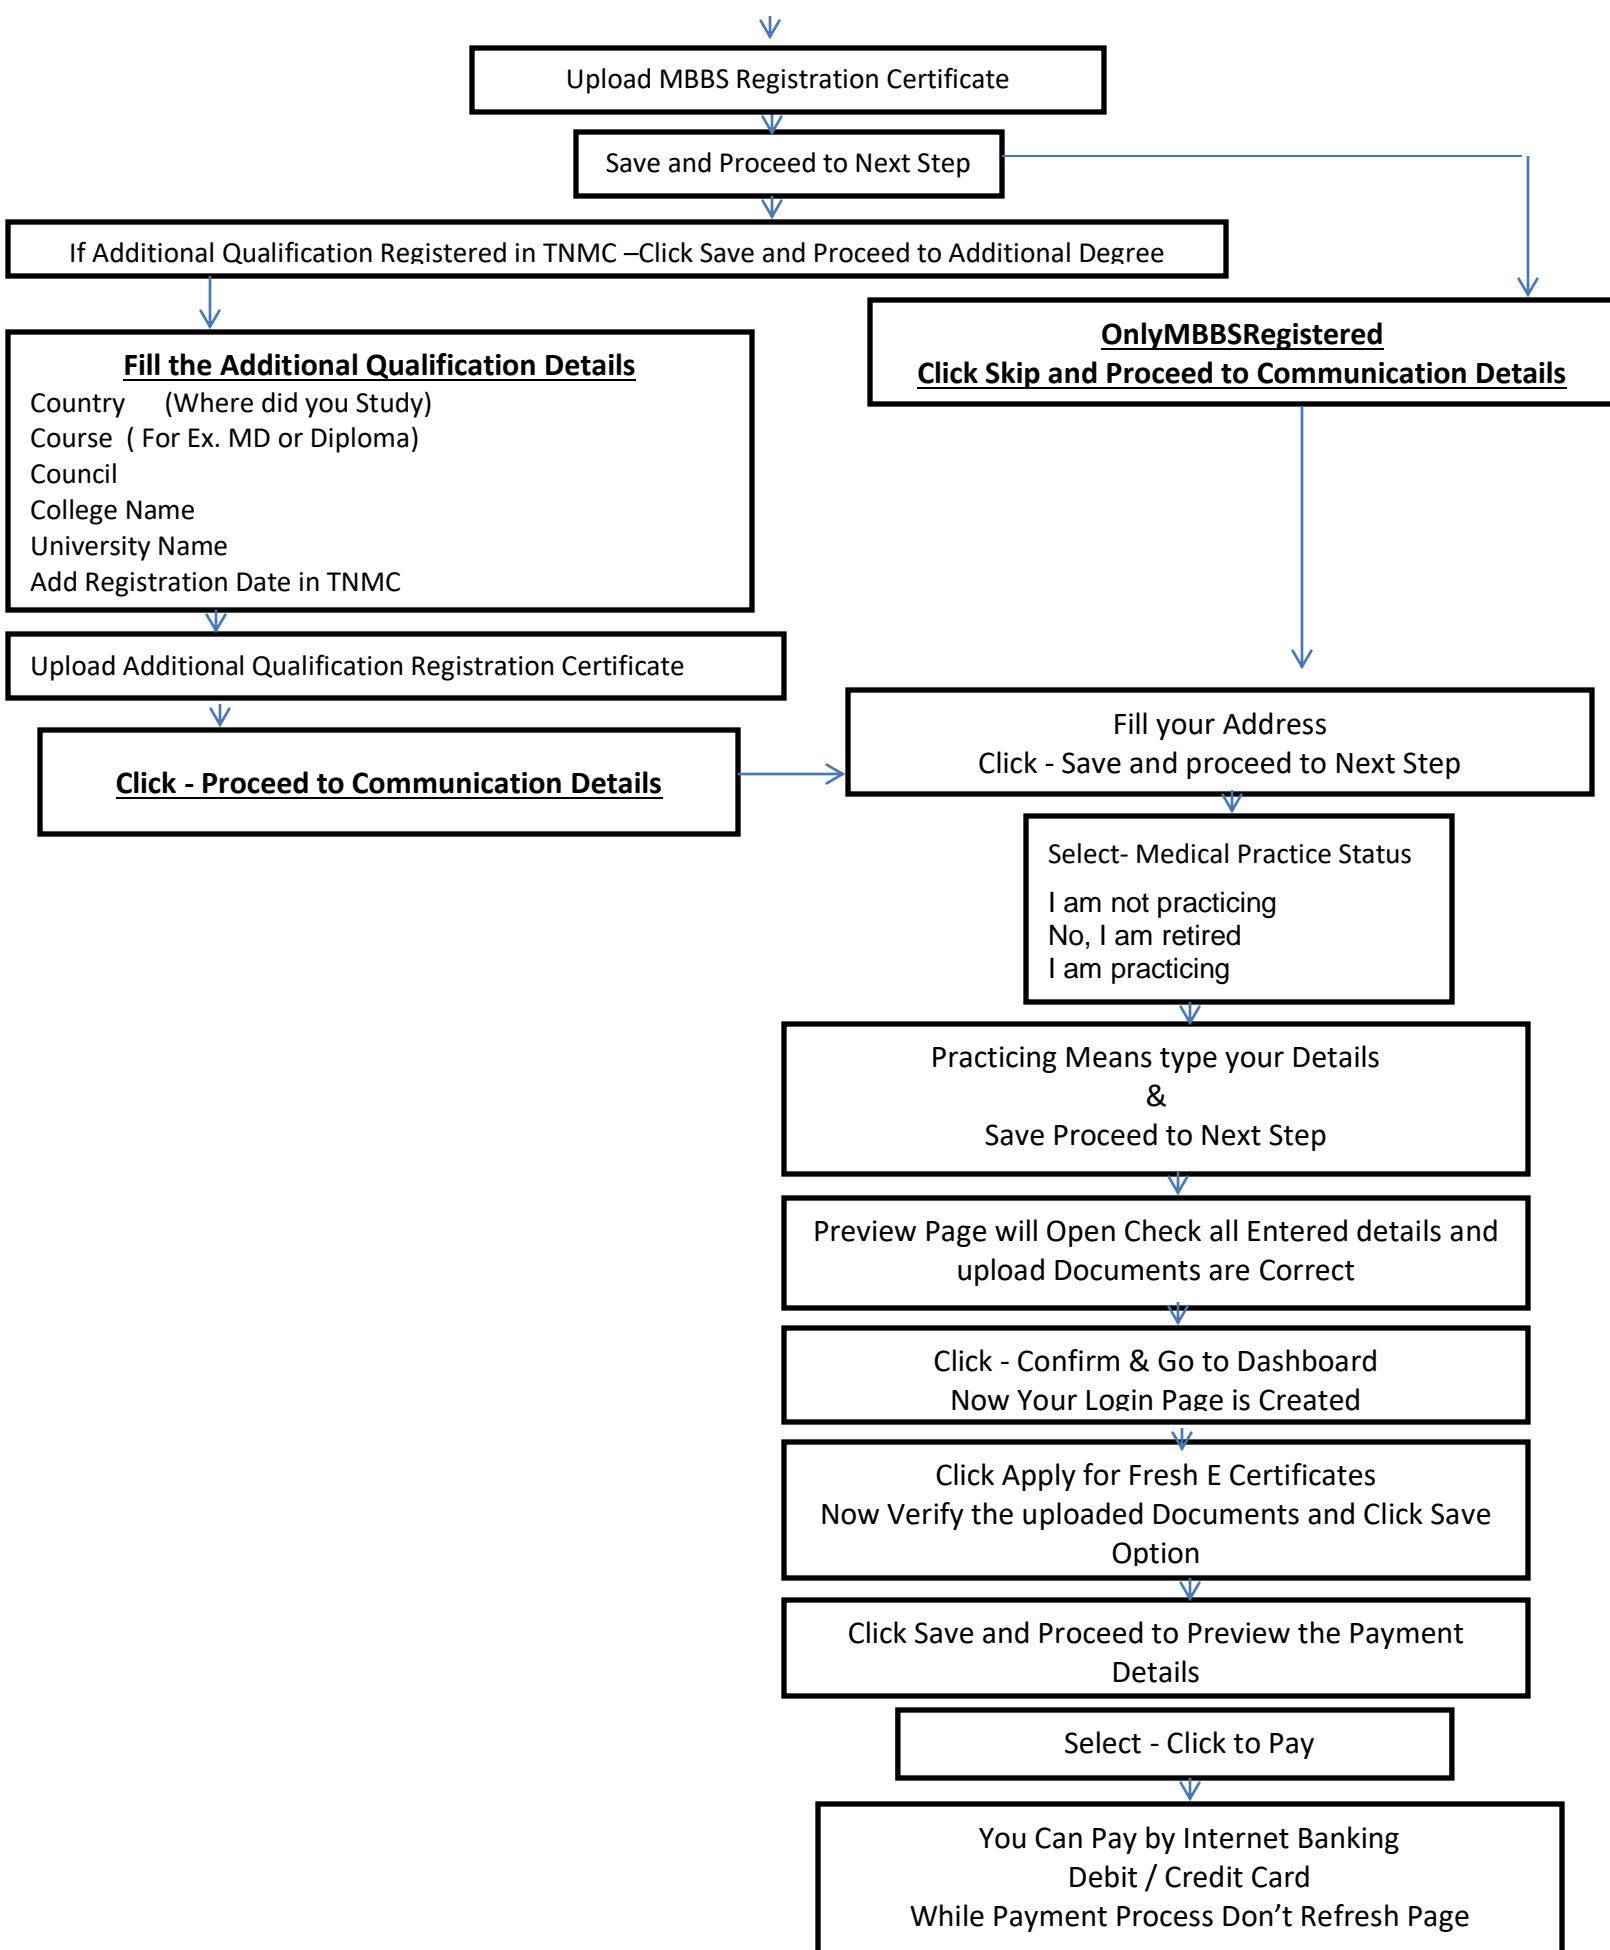 Upload MBBS Registration Certificate
Save and Proceed to Next Step
If Additional Qualification Registered in TNMC –Click Save and Proceed to Additional Degree
OnlyMBBSRegistered
Click Skip and Proceed to Communication Details
Fill the Additional Qualification Details
Country (Where did you Study)
Course ( For Ex. MD or Diploma)
Council
College Name
University Name
Add Registration Date in TNMC
Upload Additional Qualification Registration Certificate
Click - Proceed to Communication Details
Fill your Address
Click - Save and proceed to Next Step
Select- Medical Practice Status
I am not practicing
No, I am retired
I am practicing
Practicing Means type your Details
&
Save Proceed to Next Step
Preview Page will Open Check all Entered details and
upload Documents are Correct
Click - Confirm & Go to Dashboard
Now Your Login Page is Created
Click Apply for Fresh E Certificates
Now Verify the uploaded Documents and Click Save
Option
Click Save and Proceed to Preview the Payment
Details
Select - Click to Pay
You Can Pay by Internet Banking
Debit / Credit Card
While Payment Process Don’t Refresh Page